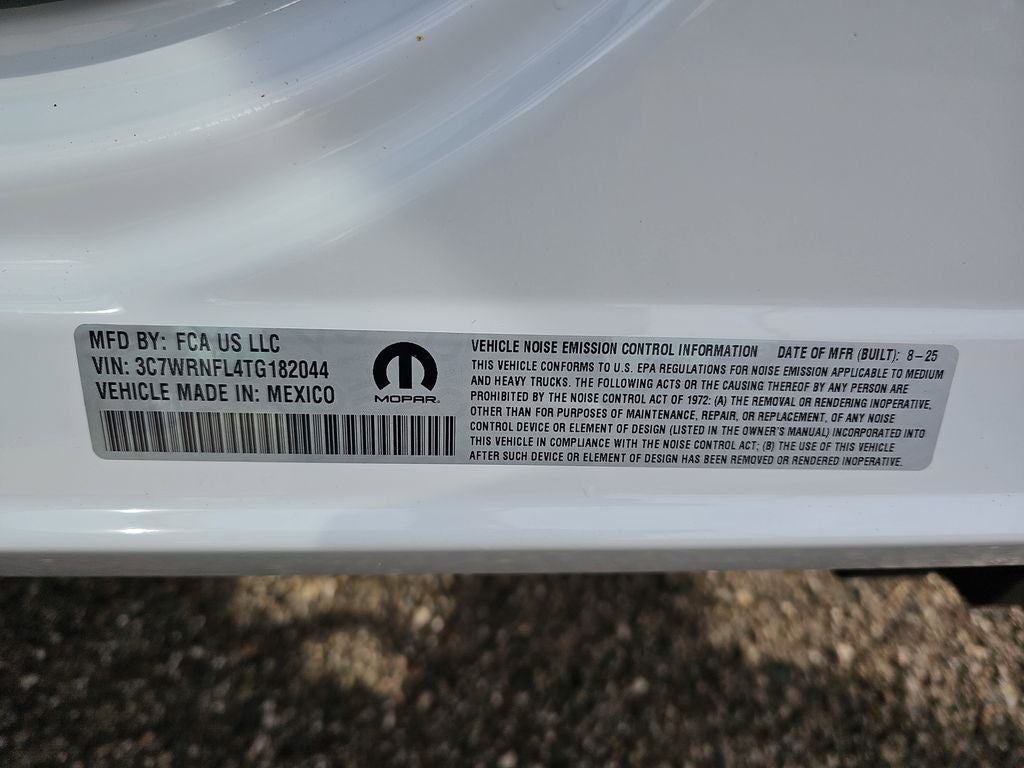 MFD BY: FCA US LLC
VIN: 3C7WRNFL4TG182044
VEHICLE MADE IN: MEXICO
MOPAR®
VEHICLE NOISE EMISSION CONTROL INFORMATION DATE OF MFR (BUILT): 8-25
THIS VEHICLE CONFORMS TO U.S. EPA REGULATIONS FOR NOISE EMISSION APPLICABLE TO MEDIUM
AND HEAVY TRUCKS. THE FOLLOWING ACTS OR THE CAUSING THEREOF BY ANY PERSON ARE
PROHIBITED BY THE NOISE CONTROL ACT OF 1972: (A) THE REMOVAL OR RENDERING INOPERATIVE,
OTHER THAN FOR PURPOSES OF MAINTENANCE, REPAIR, OR REPLACEMENT, OF ANY NOISE
CONTROL DEVICE OR ELEMENT OF DESIGN (LISTED IN THE OWNER'S MANUAL) INCORPORATED INTO
THIS VEHICLE IN COMPLIANCE WITH THE NOISE CONTROL ACT; (B) THE USE OF THIS VEHICLE
AFTER SUCH DEVICE OR ELEMENT OF DESIGN HAS BEEN REMOVED OR RENDERED INOPERATIVE.